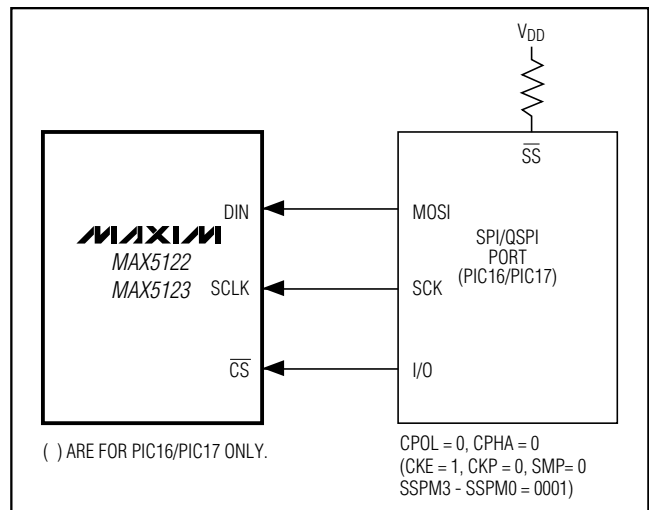 VDD
SS
DIN
MOSI
MAXIM
SPI/QSPI
PORT
(PIC16/PIC17)
MAX5122
MAX5123
SCLK
SCK
CS
I/O
( ) ARE FOR PIC16/PIC17 ONLY.
CPOL = 0, CPHA = 0
(CKE = 1, CKP = 0, SMP= 0
SSPM3 - SSPM0 = 0001)